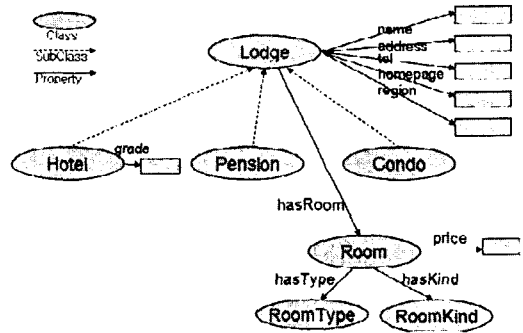 Class
SubClass
Property
Lodge
name
address
tel
homepage
region
Hotel
grade
Pension
Condo
hasRoom
Room
price
hasType
hasKind
RoomType
RoomKind